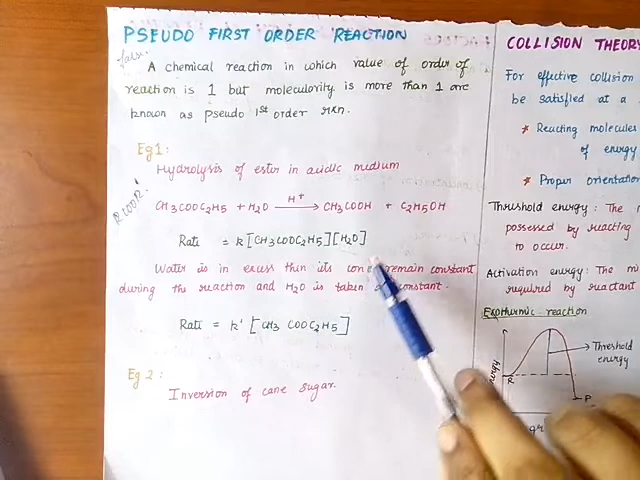 PSEUDO FIRST ORDER REACTION
false
A chemical reaction in which value of order of
reaction is 1 but molecularity is more than 1 are
known as pseudo 1st order rxn.
Eg1:
Hydrolysis of ester in acidic medium
RCOOR'
CH3COOC2H5 + H2O H+ → CH3COOH + C2H5OH
Rate = k[CH3COOC2H5][H2O]
Water is in excess then its conc remain constant
during the reaction and H2O is taken constant.
Rate = k' [CH3 COOC2H5]
Eg 2:
Inversion of cane sugar.
COLLISION THEORY
For effective collision
be satisfied at a
* Reacting molecules
of energy
* Proper orientation
Threshold energy: The
possessed by reacting
to occur.
Activation energy: The
required by reactant
Exothermic reaction
Threshold
energy
energy
R
P